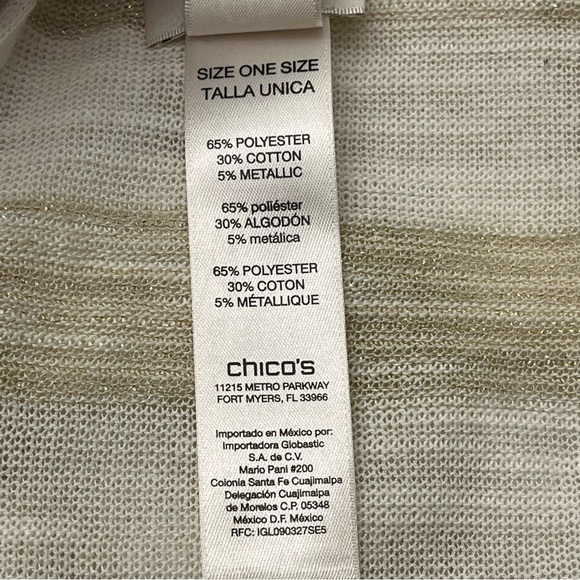 SIZE ONE SIZE
TALLA UNICA
65% POLYESTER
30% COTTON
5% METALLIC
65% poliéster
30% ALGODÓN
5% metálica
65% POLYESTER
30% COTON
5% MÉTALLIQUE
chico's
11215 METRO PARKWAY
FORT MYERS, FL 33966
Importado en México por:
Importadora Globastic
S.A. de C.V.
Mario Pani #200
Colonia Santa Fe Cuajimalpa
Delegación Cuajimalpa
de Morelos C.P. 05348
México D.F. México
RFC: IGL090327SE5